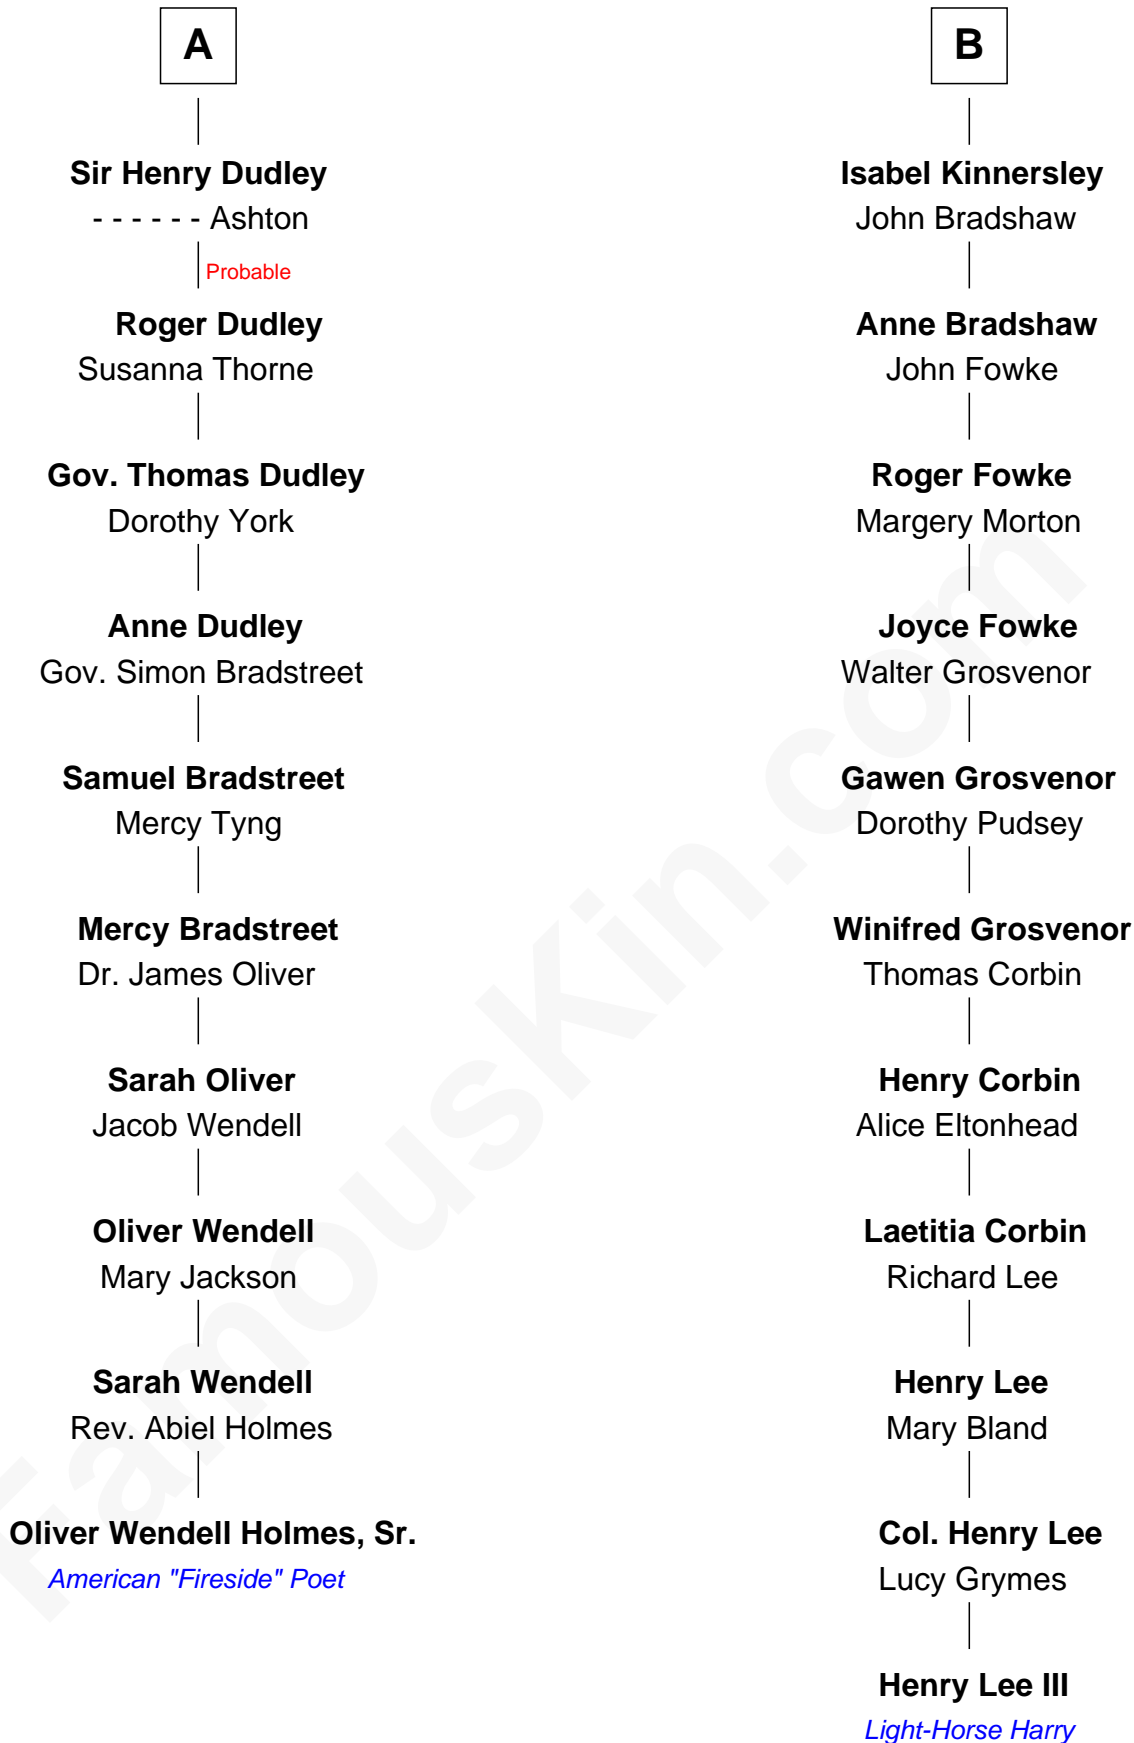 A
Sir Henry Dudley
- - - - - - Ashton
Probable
Roger Dudley
Susanna Thorne
Gov. Thomas Dudley
Dorothy York
Anne Dudley
Gov. Simon Bradstreet
Samuel Bradstreet
Mercy Tyng
Mercy Bradstreet
Dr. James Oliver
Sarah Oliver
Jacob Wendell
Oliver Wendell
Mary Jackson
Sarah Wendell
Rev. Abiel Holmes
Oliver Wendell Holmes, Sr.
American "Fireside" Poet
B
Isabel Kinnersley
John Bradshaw
Anne Bradshaw
John Fowke
Roger Fowke
Margery Morton
Joyce Fowke
Walter Grosvenor
Gawen Grosvenor
Dorothy Pudsey
Winifred Grosvenor
Thomas Corbin
Henry Corbin
Alice Eltonhead
Laetitia Corbin
Richard Lee
Henry Lee
Mary Bland
Col. Henry Lee
Lucy Grymes
Henry Lee III
Light-Horse Harry
FamousKin.com